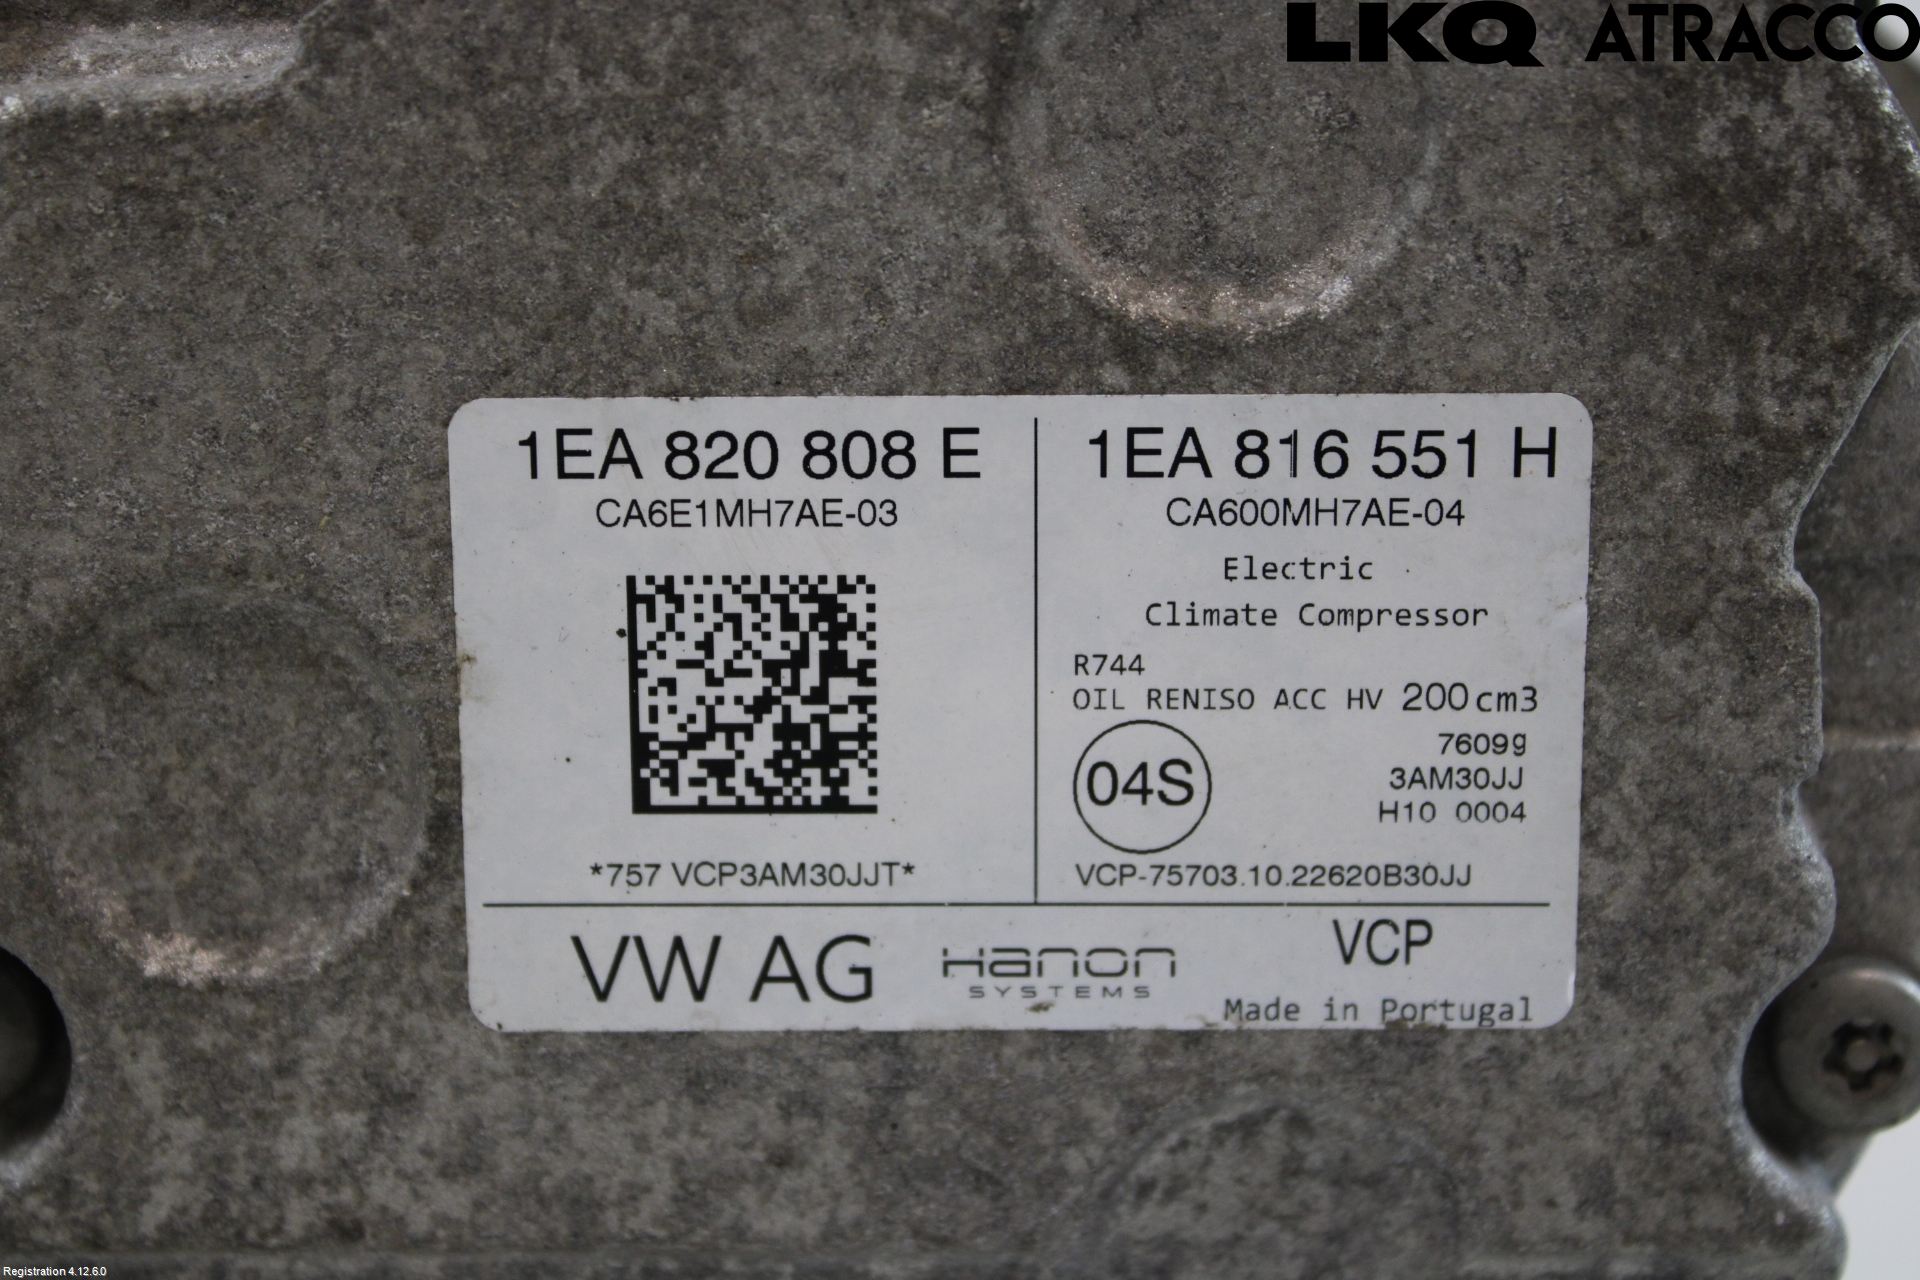 LKQ ATRACCO
1EA 820 808 E
CA6E1MH7AE-03
*757 VCP3AM30JJT*
1EA 816 551 H
CA600MH7AE-04
Electric
Climate Compressor
R744
OIL RENISO ACC HV 200cm3
04S
7609g
3AM30JJ
H10 0004
VCP-75703.10.22620B30JJ
VW AG
Hanon
SYSTEMS
VCP
Made in Portugal
Registration 4.12.6.0